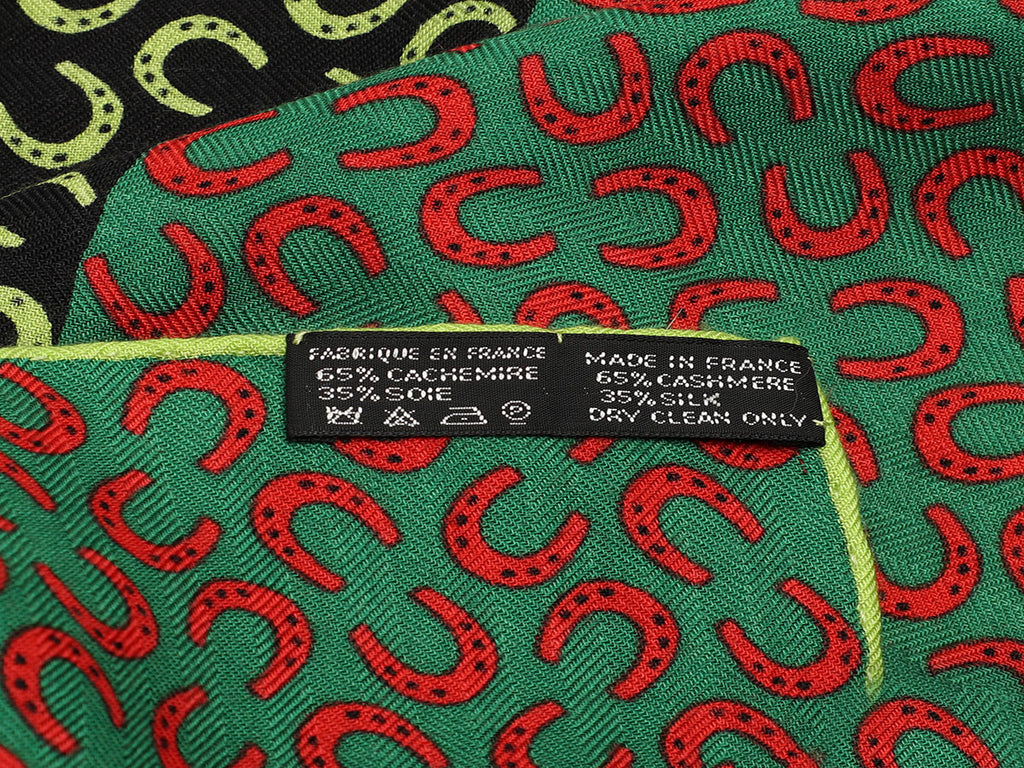 FABRIQUE EN FRANCE
65% CACHEMIRE
35% SOIE
MADE IN FRANCE
65% CASHMERE
35% SILK
DRY CLEAN ONLY